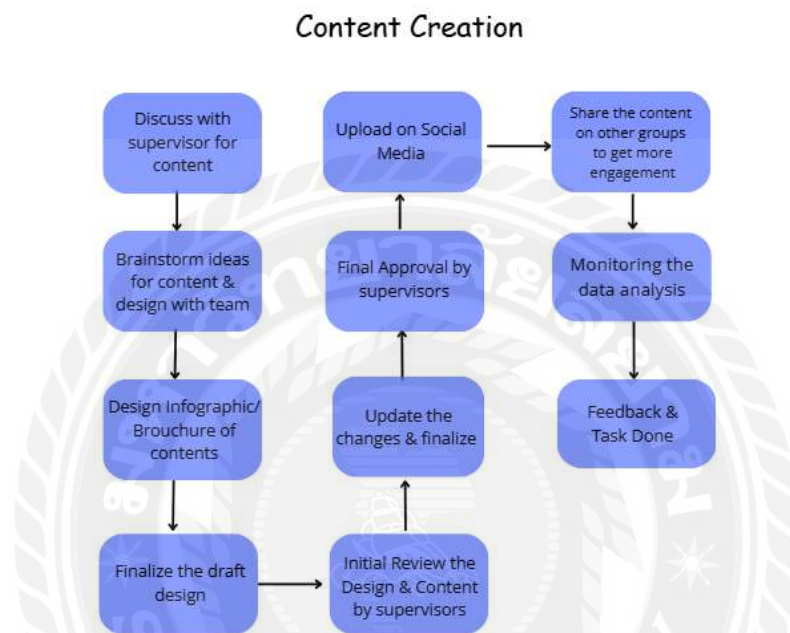 Content Creation
Discuss with
supervisor for
content
Brainstorm ideas
for content &
design with team
Design Infographic/
Brouchure of
contents
Finalize the draft
design
Initial Review the
Design & Content
by supervisors
Update the
changes & finalize
Final Approval by
supervisors
Upload on Social
Media
Share the content
on other groups
to get more
engagement
Monitoring the
data analysis
Feedback &
Task Done